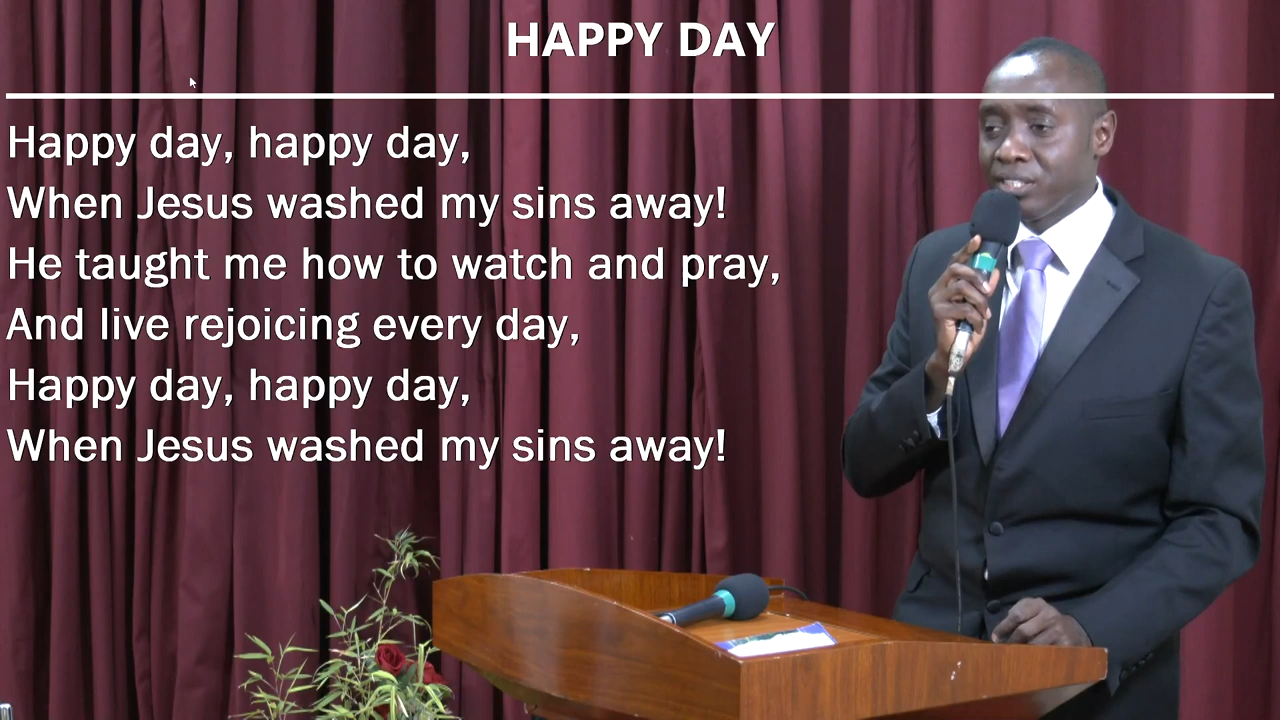 HAPPY DAY
Happy day, happy day,
When Jesus washed my sins away!
He taught me how to watch and pray,
And live rejoicing every day,
Happy day, happy day,
When Jesus washed my sins away!